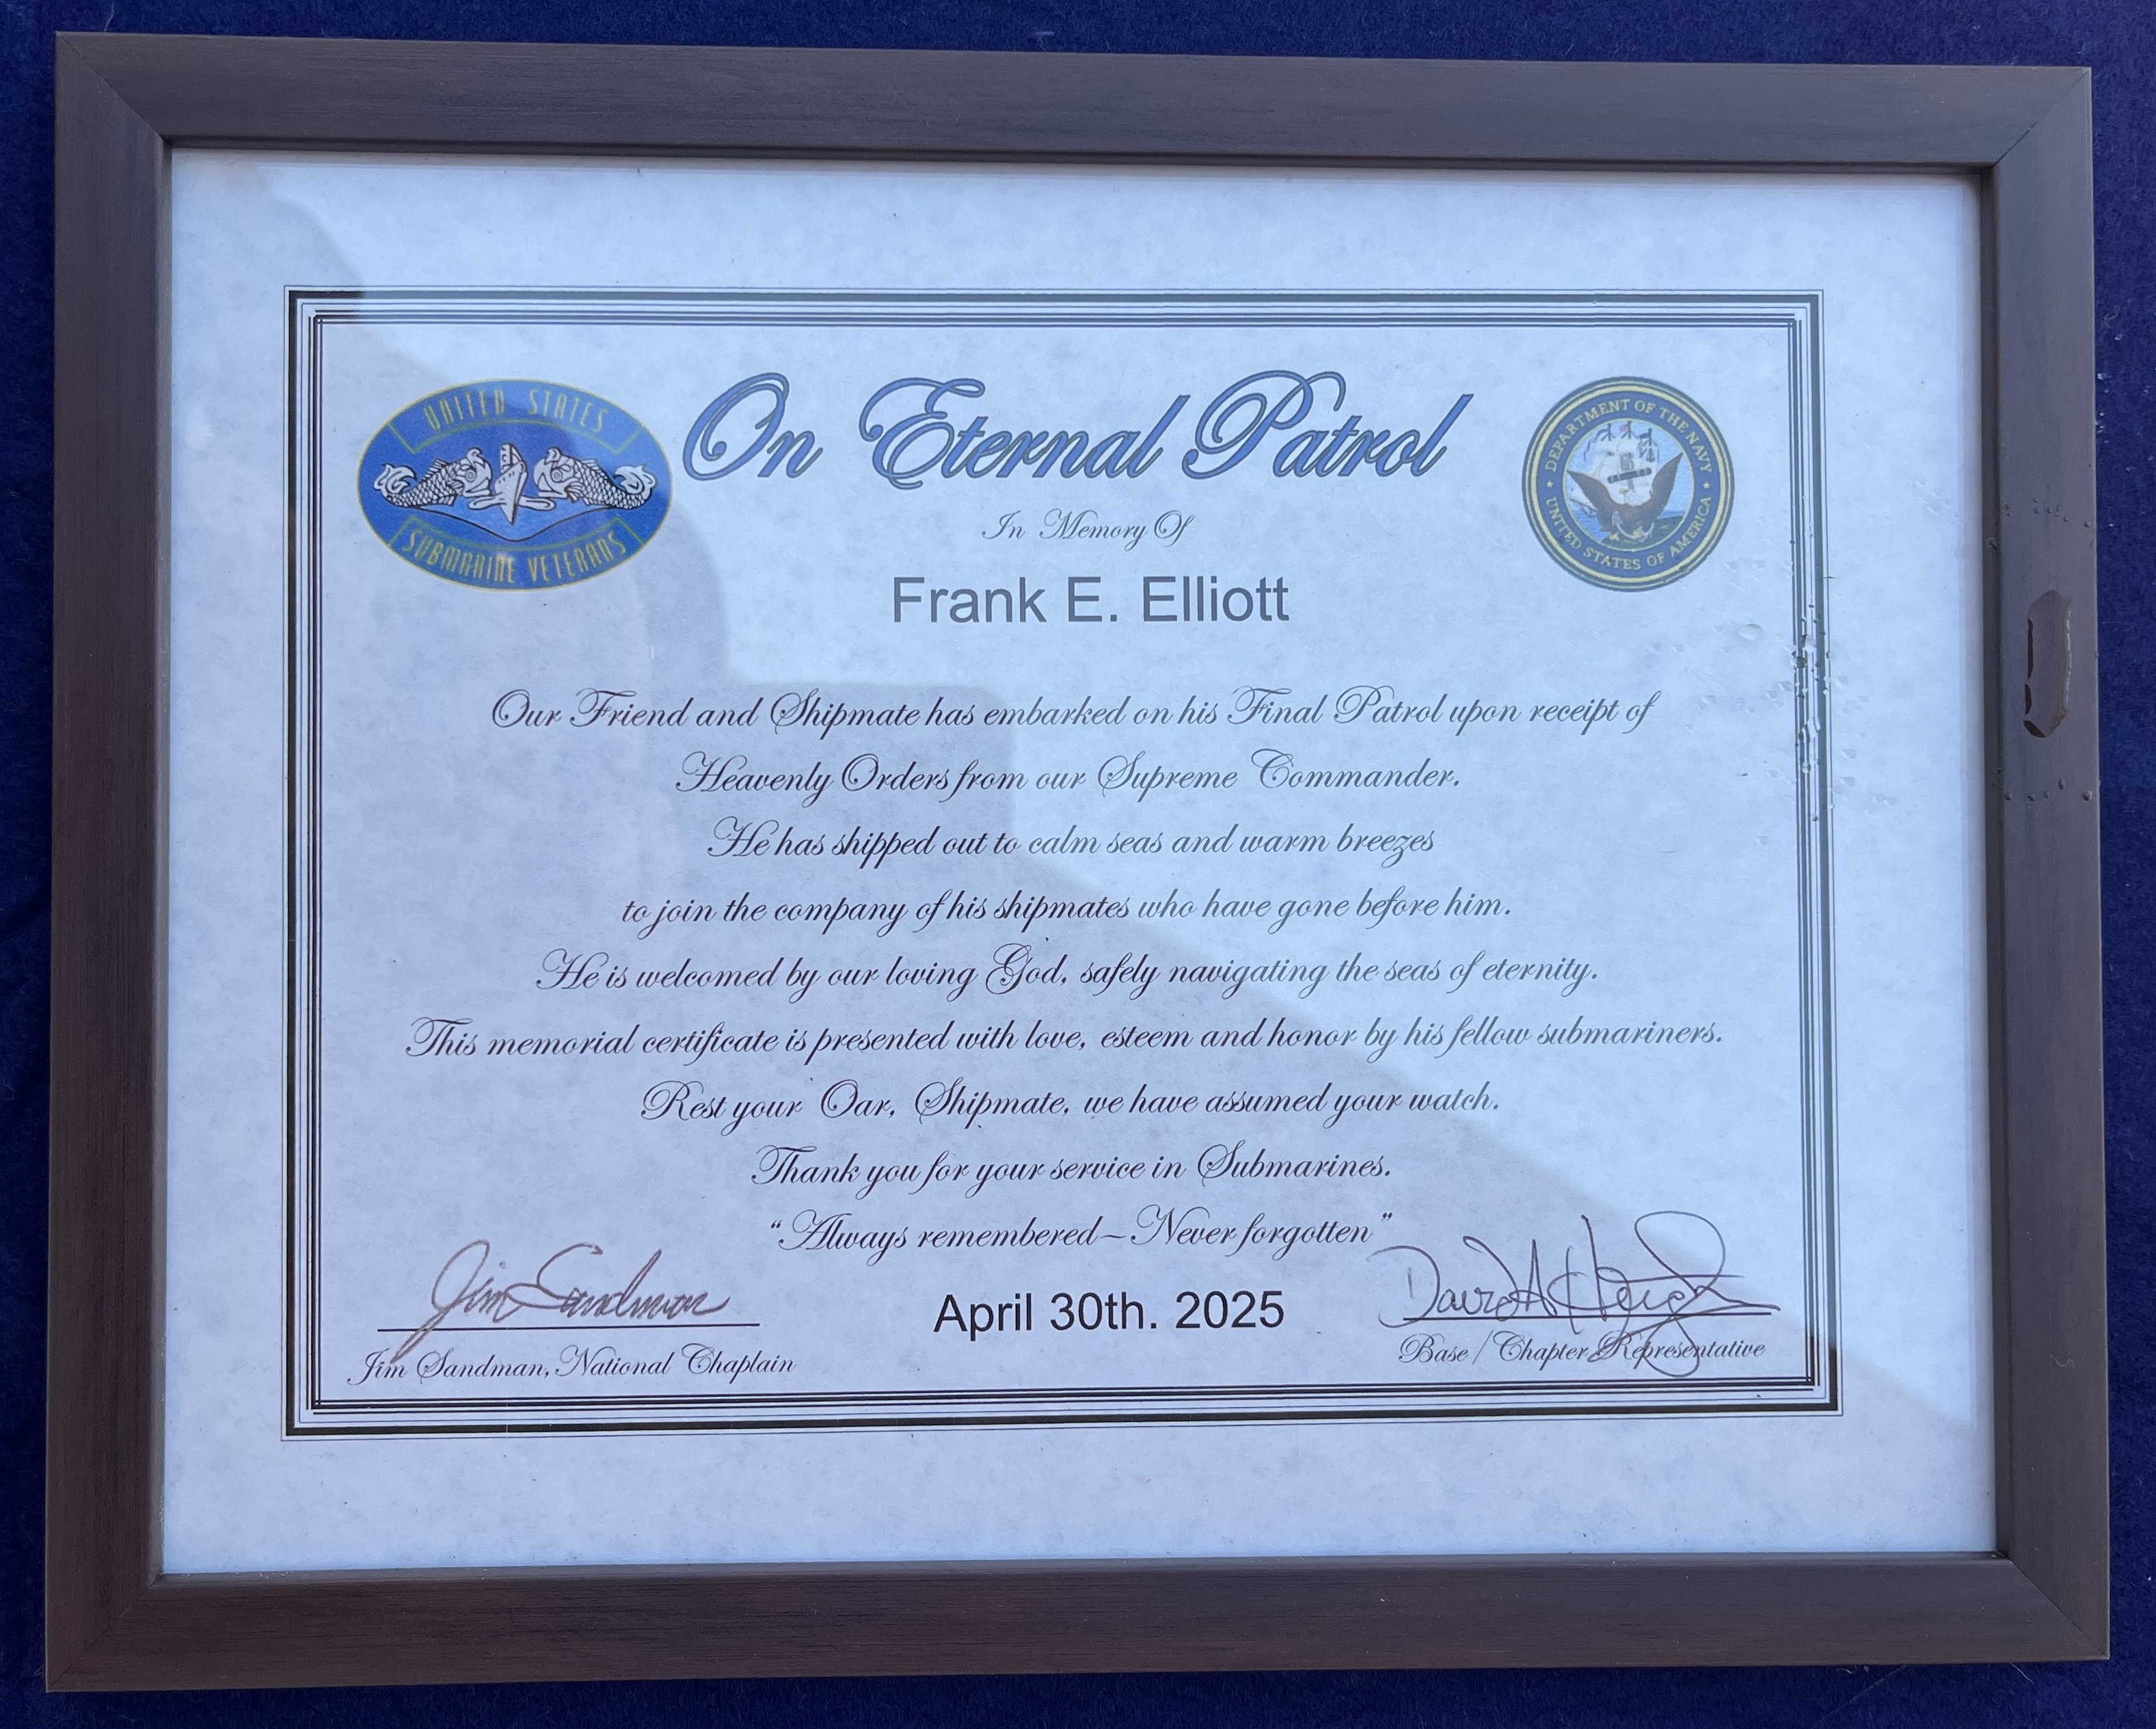 On Eternal Patrol
UNITED STATES
SUBMARINE VETERANS
DEPARTMENT OF THE NAVY
UNITED STATES OF AMERICA
In Memory Of
Frank E. Elliott
Our Friend and Shipmate has embarked on his Final Patrol upon receipt of
Heavenly Orders from our Supreme Commander.
He has shipped out to calm seas and warm breezes
to join the company of his shipmates who have gone before him.
He is welcomed by our loving God, safely navigating the seas of eternity.
This memorial certificate is presented with love, esteem and honor by his fellow submariners.
Rest your Oar, Shipmate, we have assumed your watch.
Thank you for your service in Submarines.
“Always remembered–Never forgotten”
Jim Sandman
April 30th. 2025
David A
Jim Sandman, National Chaplain
Base / Chapter Representative